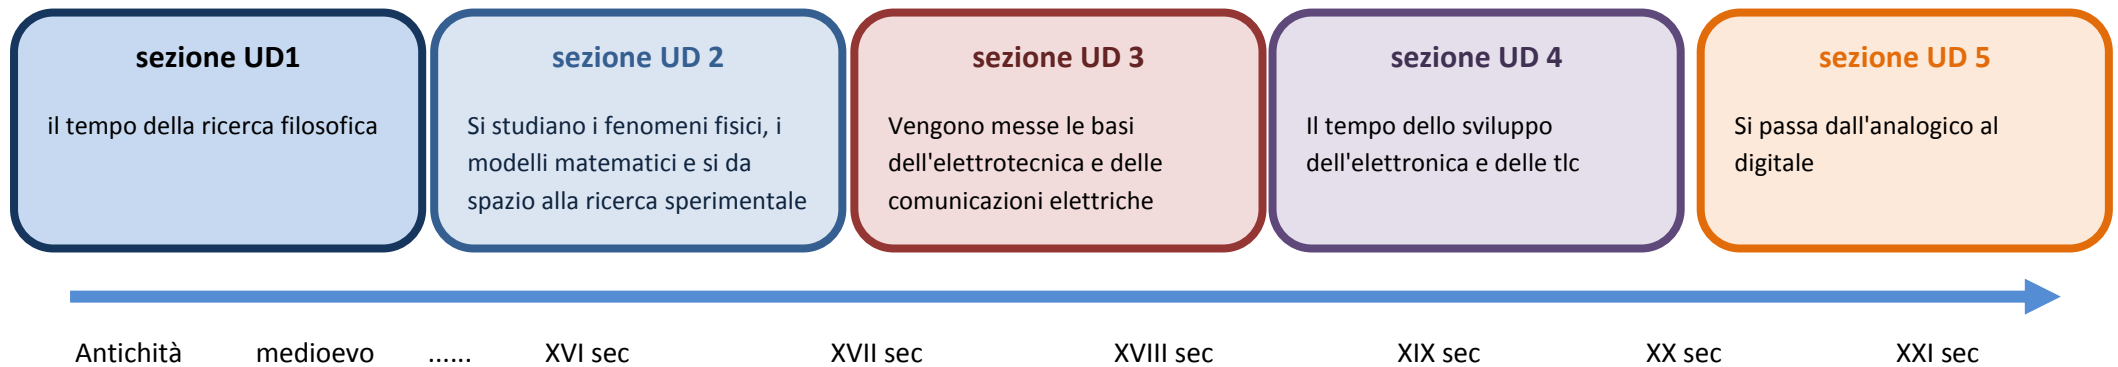 sezione UD1
il tempo della ricerca filosofica
sezione UD 2
Si studiano i fenomeni fisici, i
modelli matematici e si da
spazio alla ricerca sperimentale
sezione UD 3
Vengono messe le basi
dell'elettrotecnica e delle
comunicazioni elettriche
sezione UD 4
Il tempo dello sviluppo
dell'elettronica e delle tlc
sezione UD 5
Si passa dall'analogico al
digitale
Antichità medioevo ...... XVI sec XVII sec XVIII sec XIX sec XX sec XXI sec